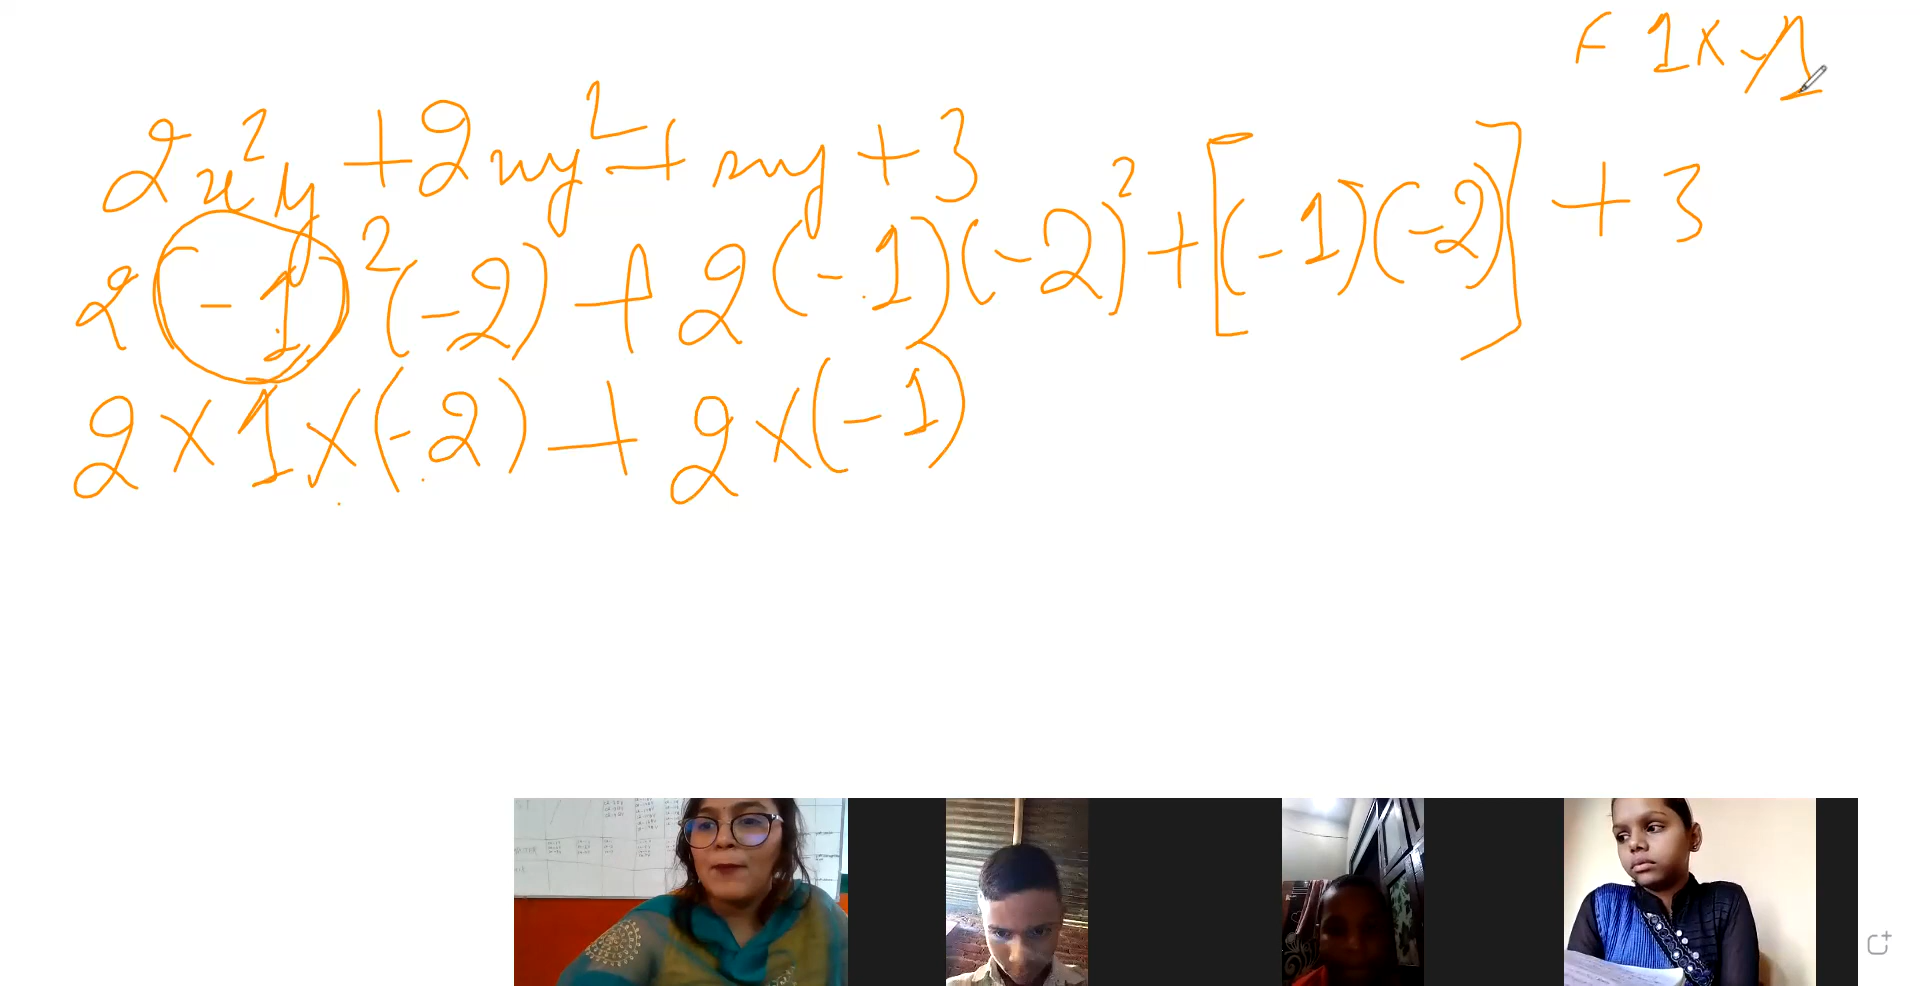 F 1x -1
2x²y + 2xy² + xy + 3
2(-1)²(-2) + 2(-1)(-2)² + [(-1)(-2)] + 3
2 × 1 × (-2) + 2 × (-1)